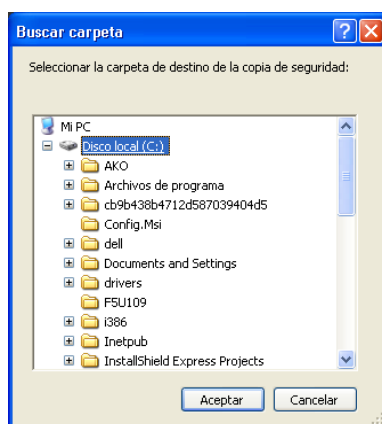 Buscar carpeta
Seleccionar la carpeta de destino de la copia de seguridad:
Mi PC
Disco local (C:)
AKO
Archivos de programa
cb9b438b4712d587039404d5
Config.Msi
dell
Documents and Settings
drivers
F5U109
i386
Inetpub
InstallShield Express Projects
Aceptar Cancelar